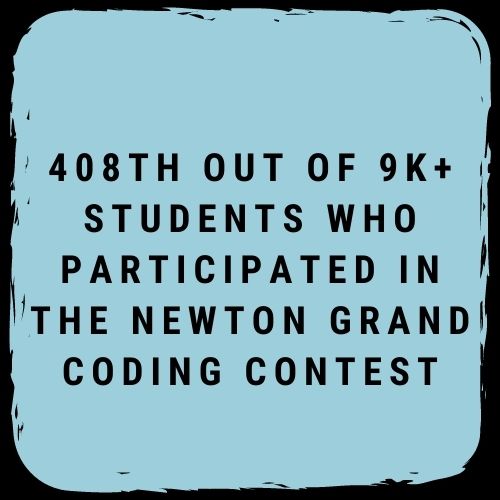 408TH OUT OF 9K+
STUDENTS WHO
PARTICIPATED IN
THE NEWTON GRAND
CODING CONTEST